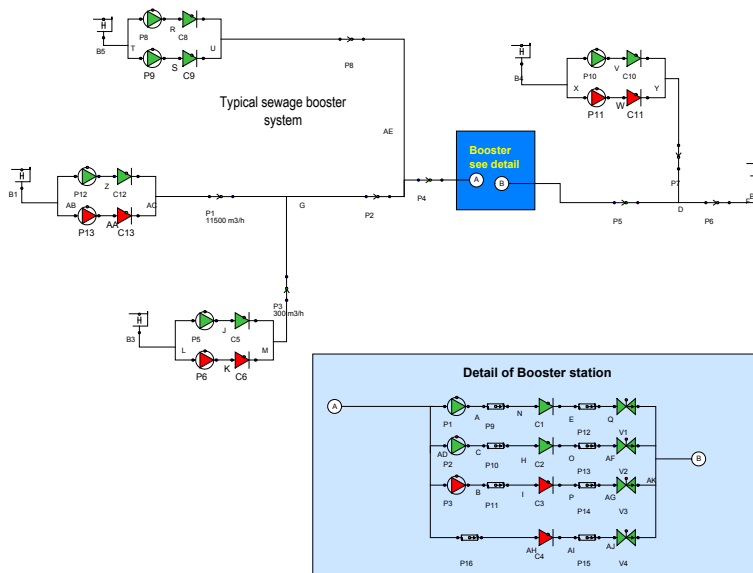 H
B5
P8
R
C8
T
U
P9
S
C9
P8
Typical sewage booster
system
AE
H
B4
P10
V
C10
X
Y
P11
W
C11
Booster
see detail
A
B
P7
H
B1
P12
Z
C12
AB
AC
P13
AA
C13
P1
11500 m3/h
G
P2
P4
P5
D
P6
F
P3
300 m3/h
H
B3
P5
J
C5
L
M
P6
K
C6
Detail of Booster station
A
P1
A
P9
N
C1
E
P12
Q
V1
AD
P2
C
P10
H
C2
O
P13
AF
V2
AK
B
P3
B
P11
I
C3
P
P14
AG
V3
P16
AH
C4
AI
P15
AJ
V4